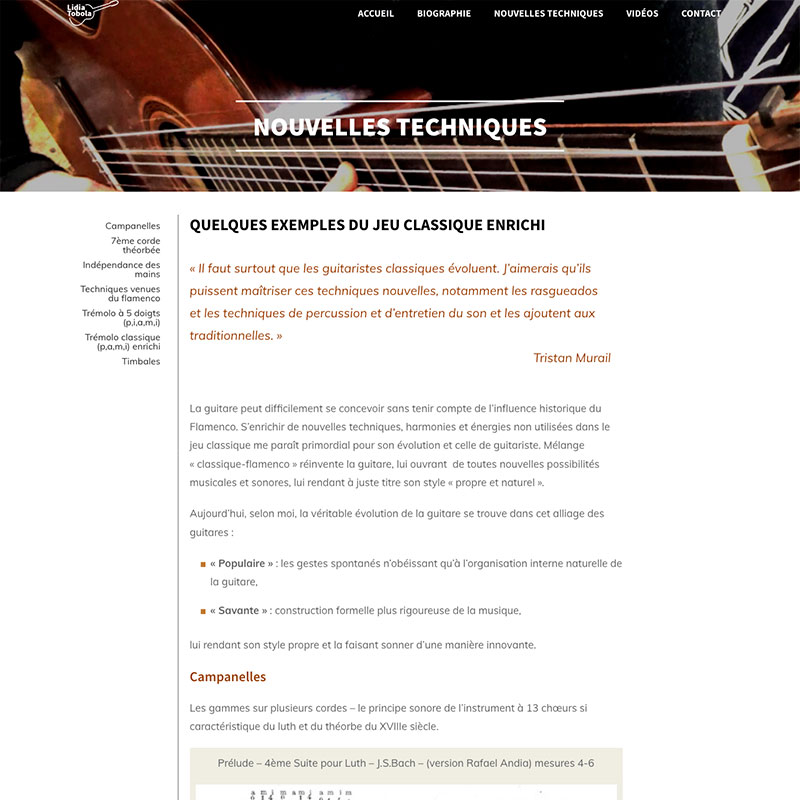 Lidia
Tobola
ACCUEIL BIOGRAPHIE NOUVELLES TECHNIQUES VIDÉOS CONTACT
NOUVELLES TECHNIQUES
Campanelles
7ème corde
théorbée
Indépendance des
mains
Techniques venues
du flamenco
Trémolo à 5 doigts
(p,i,a,m,i)
Trémolo classique
(p,a,m,i) enrichi
Timbales
QUELQUES EXEMPLES DU JEU CLASSIQUE ENRICHI
« Il faut surtout que les guitaristes classiques évoluent. J'aimerais qu'ils
puissent maîtriser ces techniques nouvelles, notamment les rasgueados
et les techniques de percussion et d'entretien du son et les ajoutent aux
traditionnelles. »
Tristan Murail
La guitare peut difficilement se concevoir sans tenir compte de l'influence historique du
Flamenco. S'enrichir de nouvelles techniques, harmonies et énergies non utilisées dans le
jeu classique me paraît primordial pour son évolution et celle de guitariste. Mélange
« classique-flamenco » réinvente la guitare, lui ouvrant de toutes nouvelles possibilités
musicales et sonores, lui rendant à juste titre son style « propre et naturel ».
Aujourd'hui, selon moi, la véritable évolution de la guitare se trouve dans cet alliage des
guitares :
« Populaire » : les gestes spontanés n'obéissant qu'à l'organisation interne naturelle de
la guitare,
« Savante » : construction formelle plus rigoureuse de la musique,
lui rendant son style propre et la faisant sonner d'une manière innovante.
Campanelles
Les gammes sur plusieurs cordes – le principe sonore de l'instrument à 13 chœurs si
caractéristique du luth et du théorbe du XVIIIe siècle.
Prélude – 4ème Suite pour Luth – J.S.Bach – (version Rafael Andia) mesures 4-6
a m i m a m i a m i m